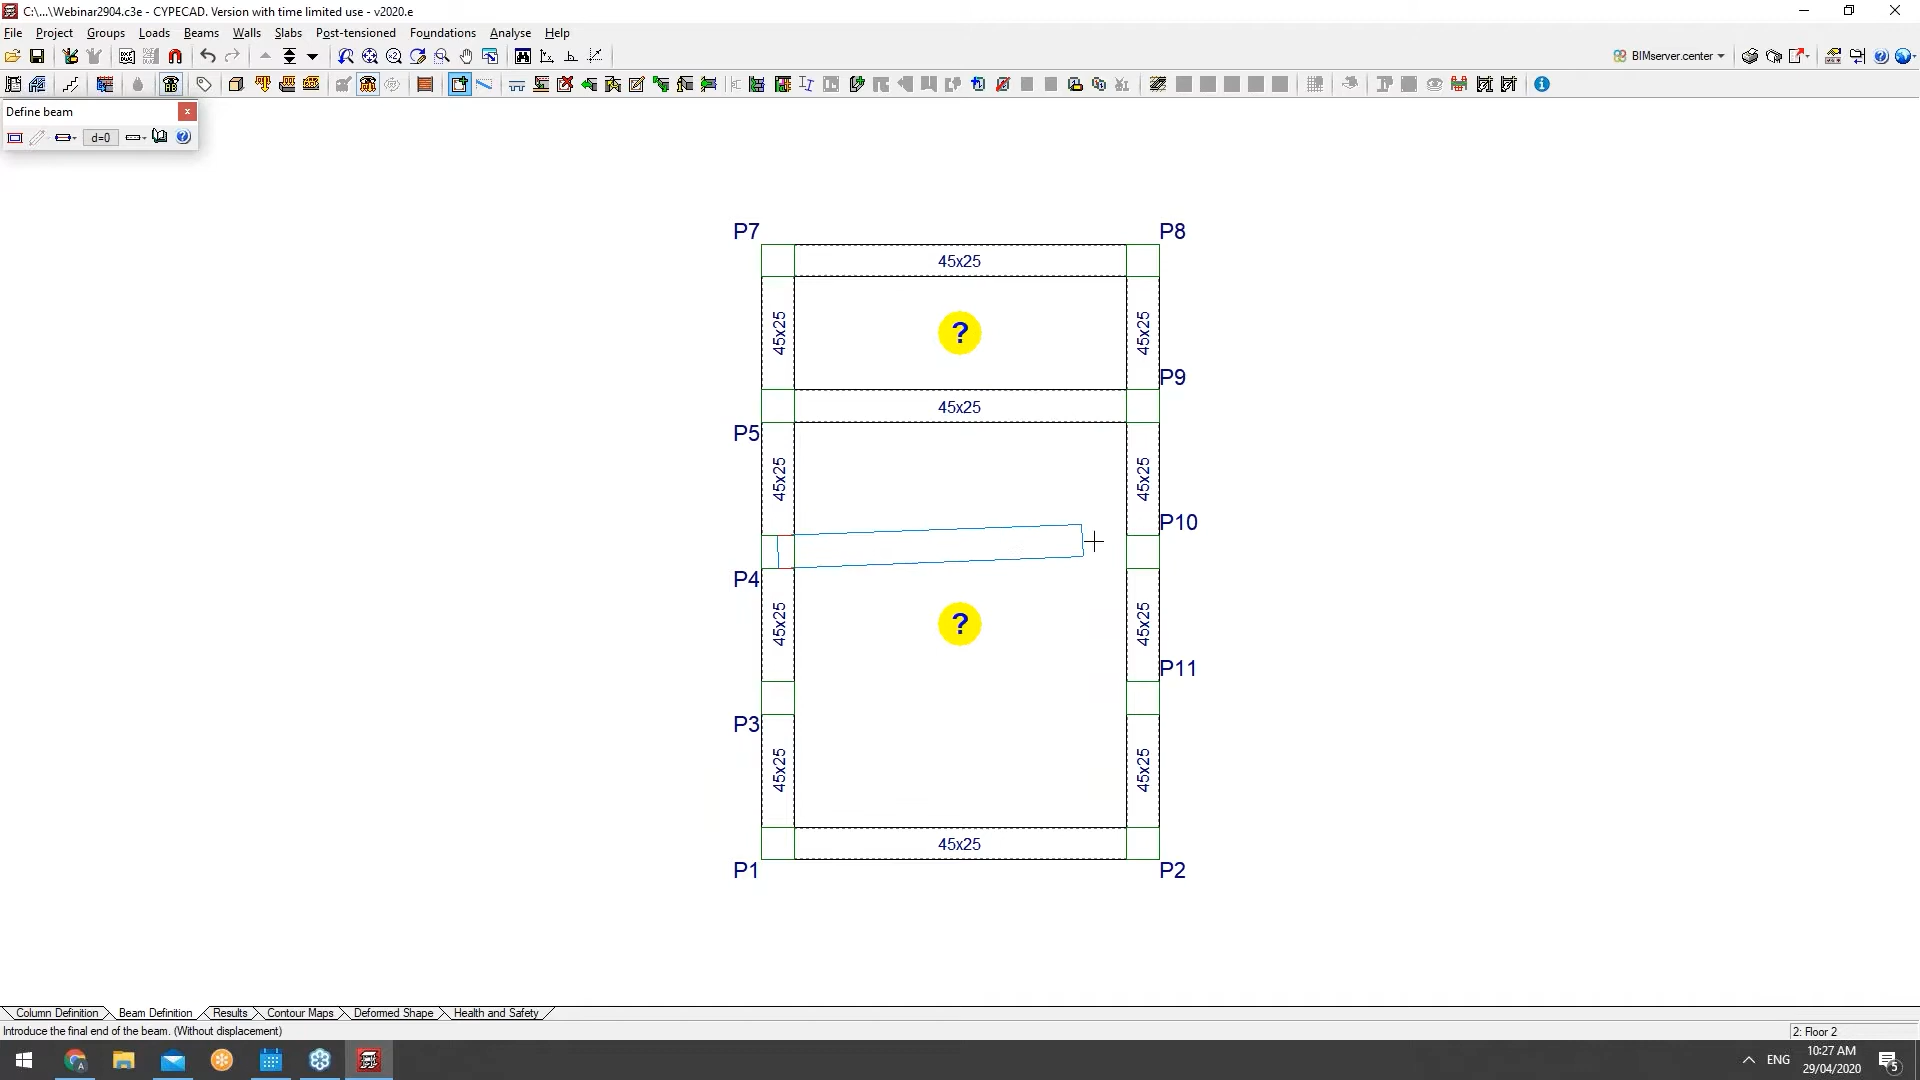 C:\...\Webinar2904.c3e - CYPECAD. Version with time limited use - v2020.e
File Project Groups Loads Beams Walls Slabs Post-tensioned Foundations Analyse Help
BIMserver.center
Define beam
d=0
P7 P8
45x25
45x25 ? 45x25
P9
45x25
P5
45x25 45x25
P10
P4
45x25 ? 45x25
P11
P3
45x25 45x25
45x25
P1 P2
Column Definition Beam Definition Results Contour Maps Deformed Shape Health and Safety
Introduce the final end of the beam. (Without displacement) 2: Floor 2
ENG 10:27 AM
29/04/2020 5